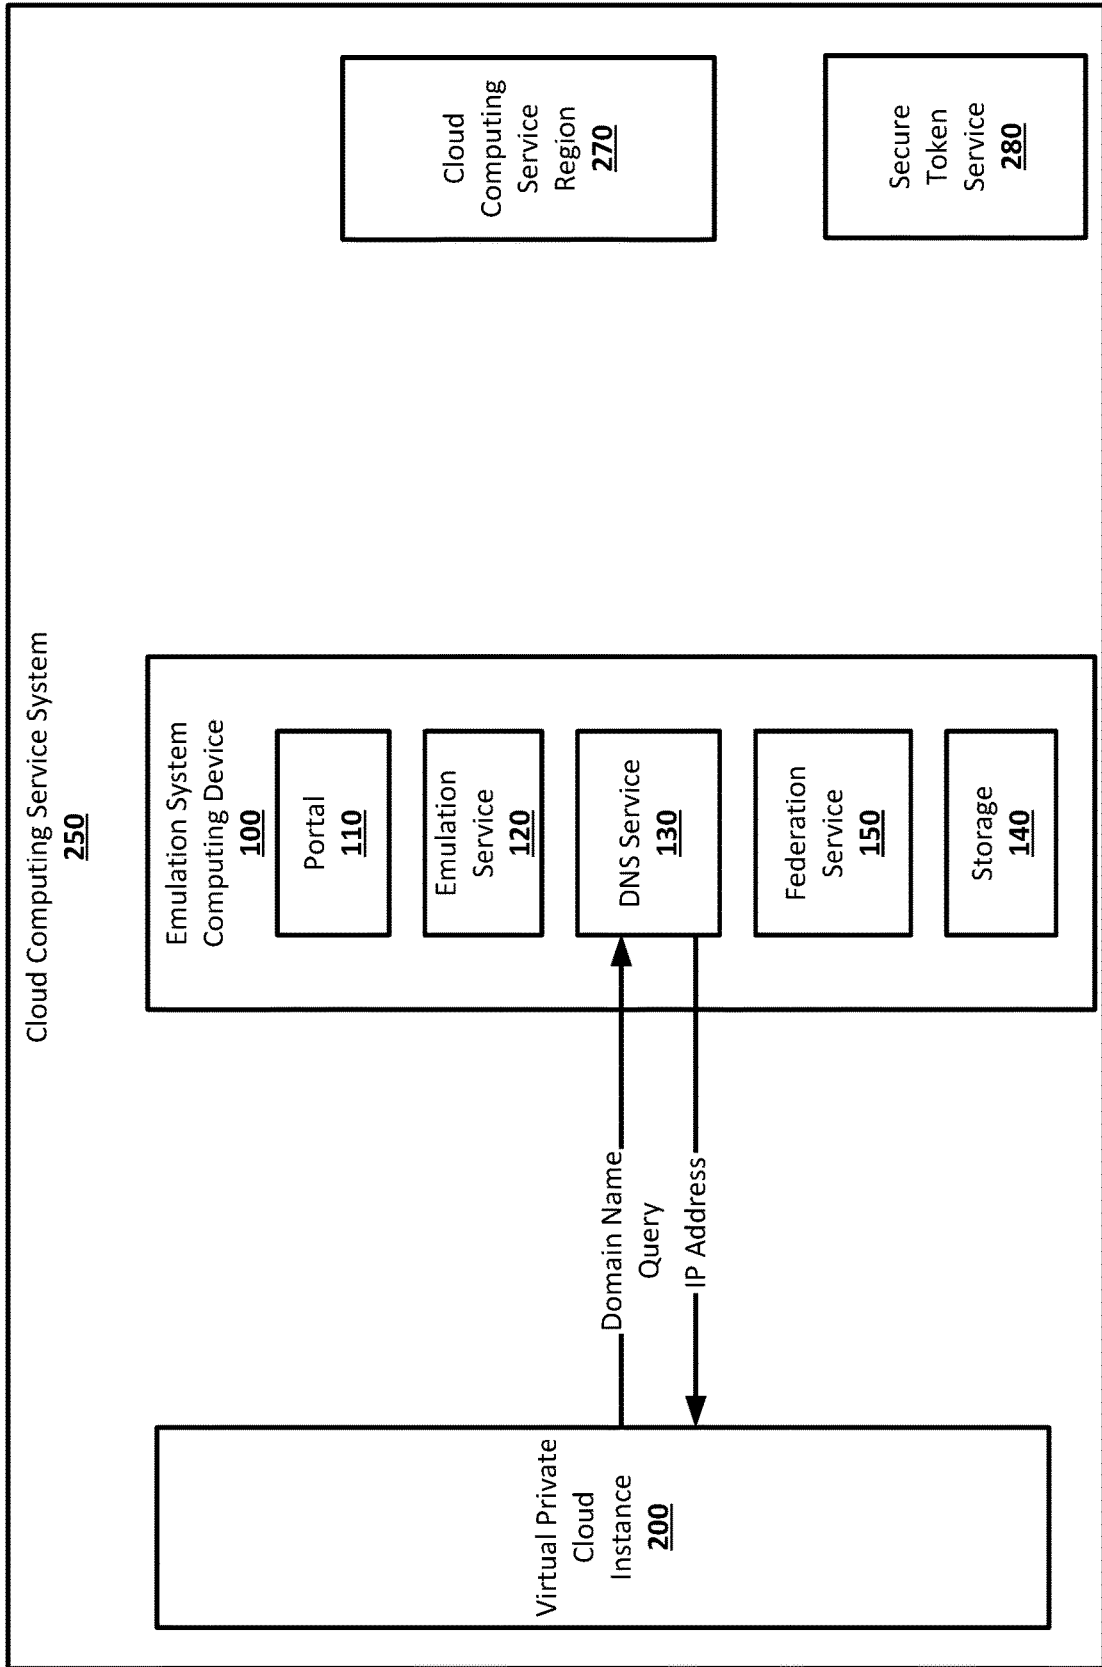 Cloud Computing Service System
250
Virtual Private
Cloud
Instance
200
Domain Name
Query
IP Address
Emulation System
Computing Device
100
Portal
110
Emulation
Service
120
DNS Service
130
Federation
Service
150
Storage
140
Cloud
Computing
Service
Region
270
Secure
Token
Service
280